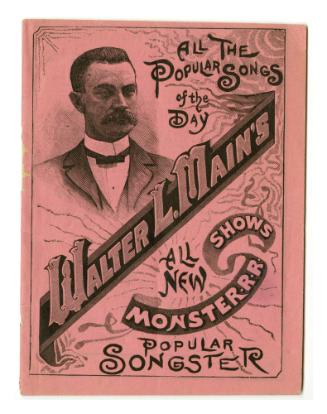 ALL THE
POPULAR SONGS
of the
DAY
WALTER L. MAIN'S
ALL
NEW
MONSTER R.R.
SHOWS
POPULAR
SONGSTER